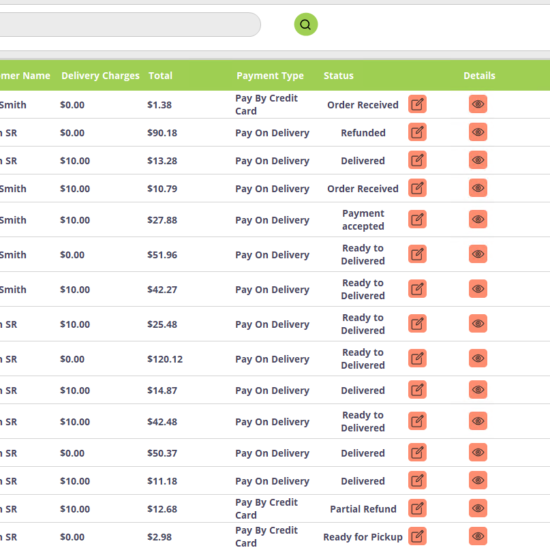 omer Name Delivery Charges Total Payment Type Status Details
Smith $0.00 $1.38 Pay By Credit Card Order Received
n SR $0.00 $90.18 Pay On Delivery Refunded
n SR $10.00 $13.28 Pay On Delivery Delivered
Smith $10.00 $10.79 Pay On Delivery Order Received
Smith $10.00 $27.88 Pay On Delivery Payment accepted
Smith $0.00 $51.96 Pay On Delivery Ready to Delivered
Smith $10.00 $42.27 Pay On Delivery Ready to Delivered
n SR $10.00 $25.48 Pay On Delivery Ready to Delivered
n SR $0.00 $120.12 Pay On Delivery Ready to Delivered
n SR $10.00 $14.87 Pay On Delivery Delivered
n SR $10.00 $42.48 Pay On Delivery Ready to Delivered
n SR $0.00 $50.37 Pay On Delivery Delivered
n SR $10.00 $11.18 Pay On Delivery Delivered
n SR $10.00 $12.68 Pay By Credit Card Partial Refund
n SR $0.00 $2.98 Pay By Credit Card Ready for Pickup